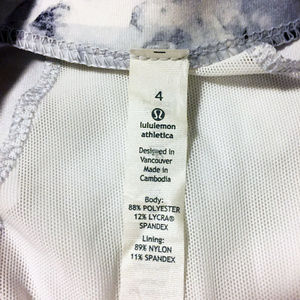 4
lululemon
athletica
Designed in
Vancouver
Made in
Cambodia
Body:
88% POLYESTER
12% LYCRA®
SPANDEX
Lining:
89% NYLON
11% SPANDEX